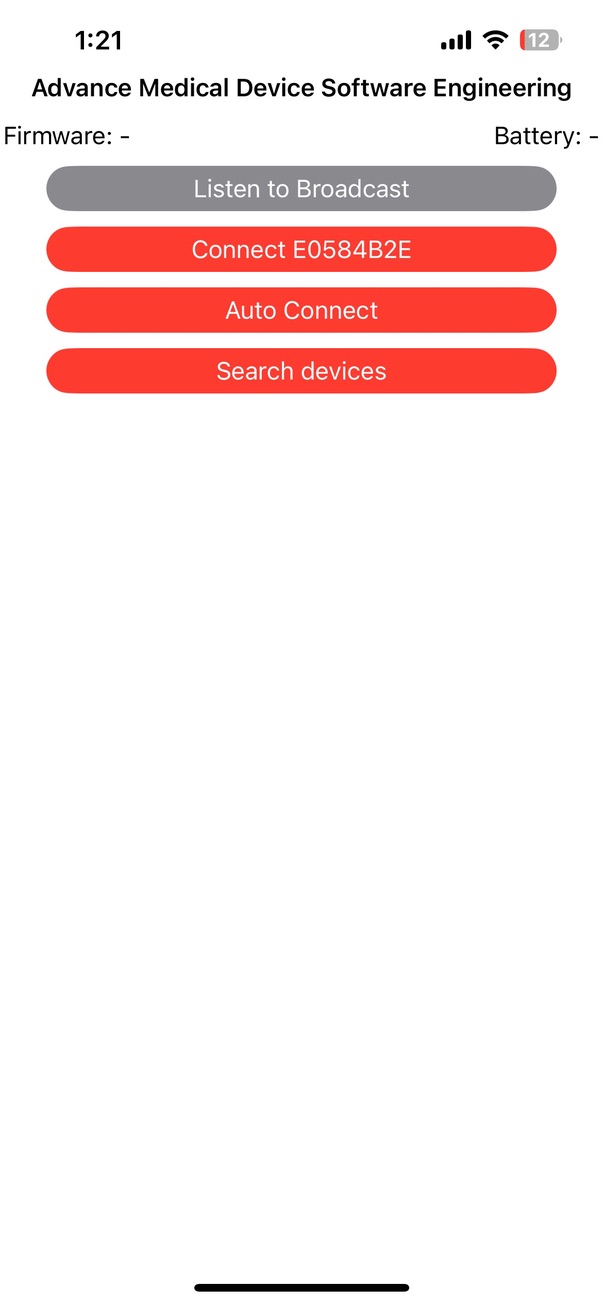 1:21
12
Advance Medical Device Software Engineering
Firmware: - Battery: -
Listen to Broadcast
Connect E0584B2E
Auto Connect
Search devices